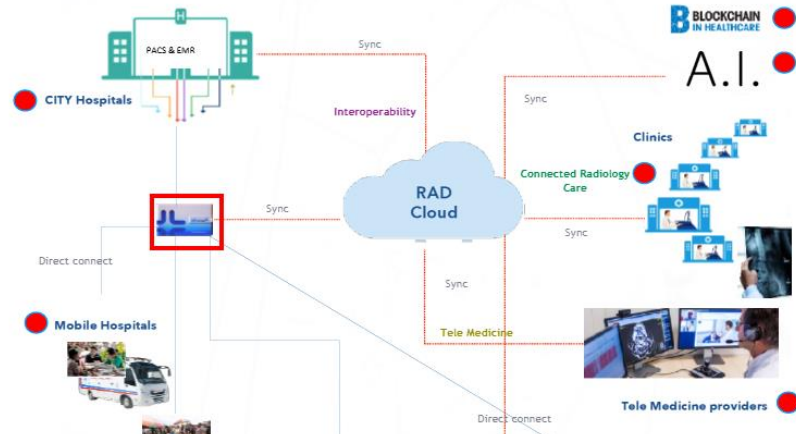 H
PACS & EMR
CITY Hospitals
Sync
Interoperability
BLOCKCHAIN
IN HEALTHCARE
A.I.
Sync
Clinics
Connected Radiology
Care
RAD
Cloud
Sync
Sync
Direct connect
Sync
Mobile Hospitals
Tele Medicine
Direct connect
Tele Medicine providers